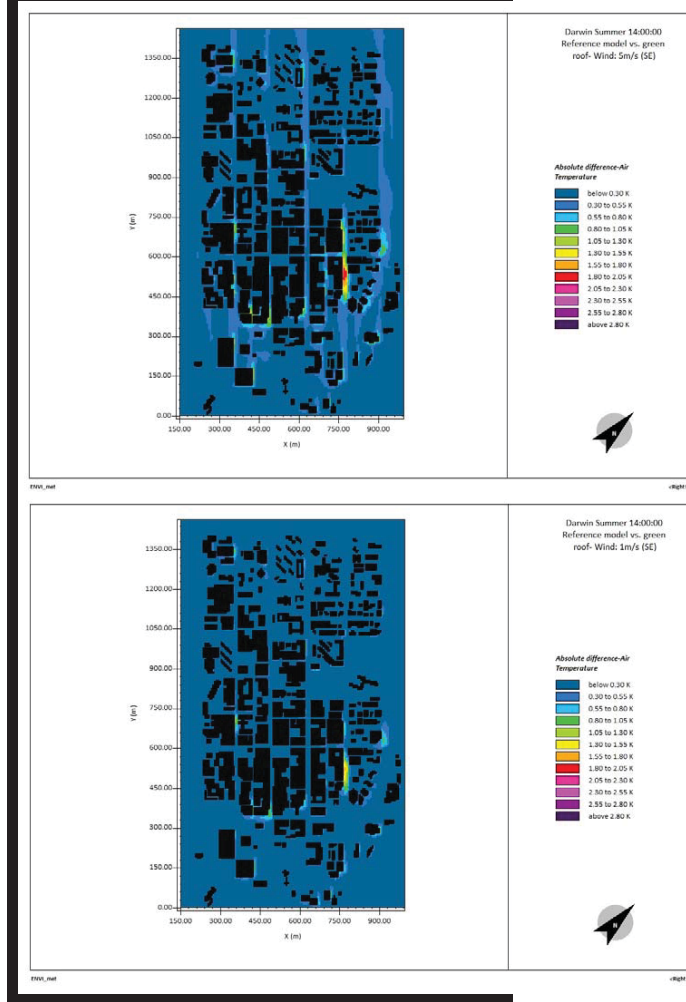 Darwin Summer 14:00:00
Reference model vs. green
roof- Wind: 5m/s (SE)
Absolute difference-Air
Temperature
below 0.30 K
0.30 to 0.55 K
0.55 to 0.80 K
0.80 to 1.05 K
1.05 to 1.30 K
1.30 to 1.55 K
1.55 to 1.80 K
1.80 to 2.05 K
2.05 to 2.30 K
2.30 to 2.55 K
2.55 to 2.80 K
above 2.80 K
Y (m)
1350.00
1200.00
1050.00
900.00
750.00
600.00
450.00
300.00
150.00
0.00
150.00 300.00 450.00 600.00 750.00 900.00
X (m)
N
ENVI_met
<Right
Darwin Summer 14:00:00
Reference model vs. green
roof- Wind: 1m/s (SE)
Absolute difference-Air
Temperature
below 0.30 K
0.30 to 0.55 K
0.55 to 0.80 K
0.80 to 1.05 K
1.05 to 1.30 K
1.30 to 1.55 K
1.55 to 1.80 K
1.80 to 2.05 K
2.05 to 2.30 K
2.30 to 2.55 K
2.55 to 2.80 K
above 2.80 K
Y (m)
1350.00
1200.00
1050.00
900.00
750.00
600.00
450.00
300.00
150.00
0.00
150.00 300.00 450.00 600.00 750.00 900.00
X (m)
N
ENVI_met
<Right